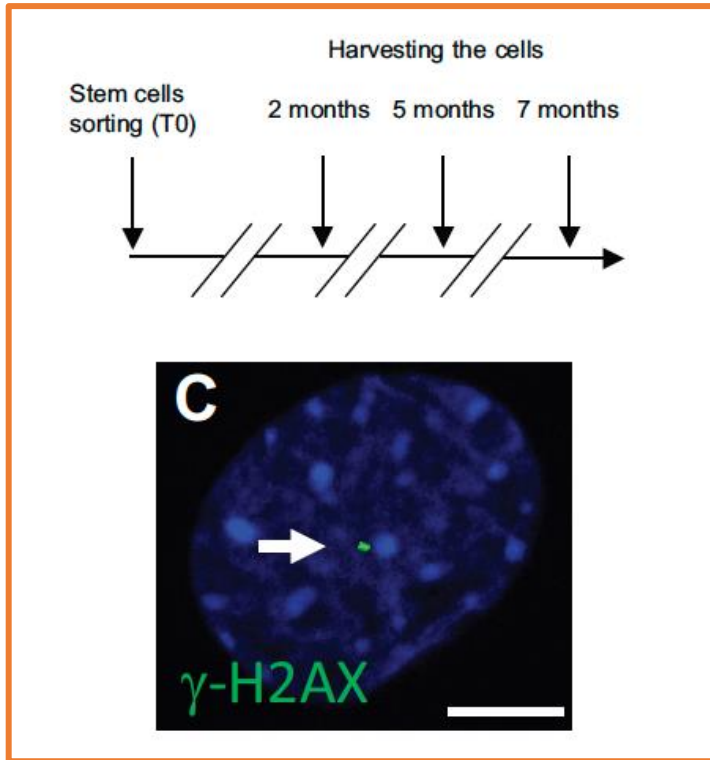 Harvesting the cells
Stem cells
sorting (T0)
2 months
5 months
7 months
C
γ-H2AX